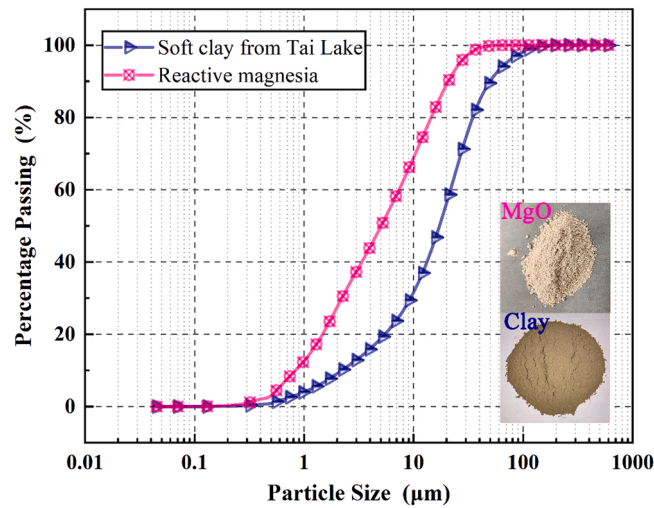 Soft clay from Tai Lake
Reactive magnesia
Percentage Passing (%)
100
80
60
40
20
0
MgO
Clay
0.01
0.1
1
10
100
1000
Particle Size (μm)